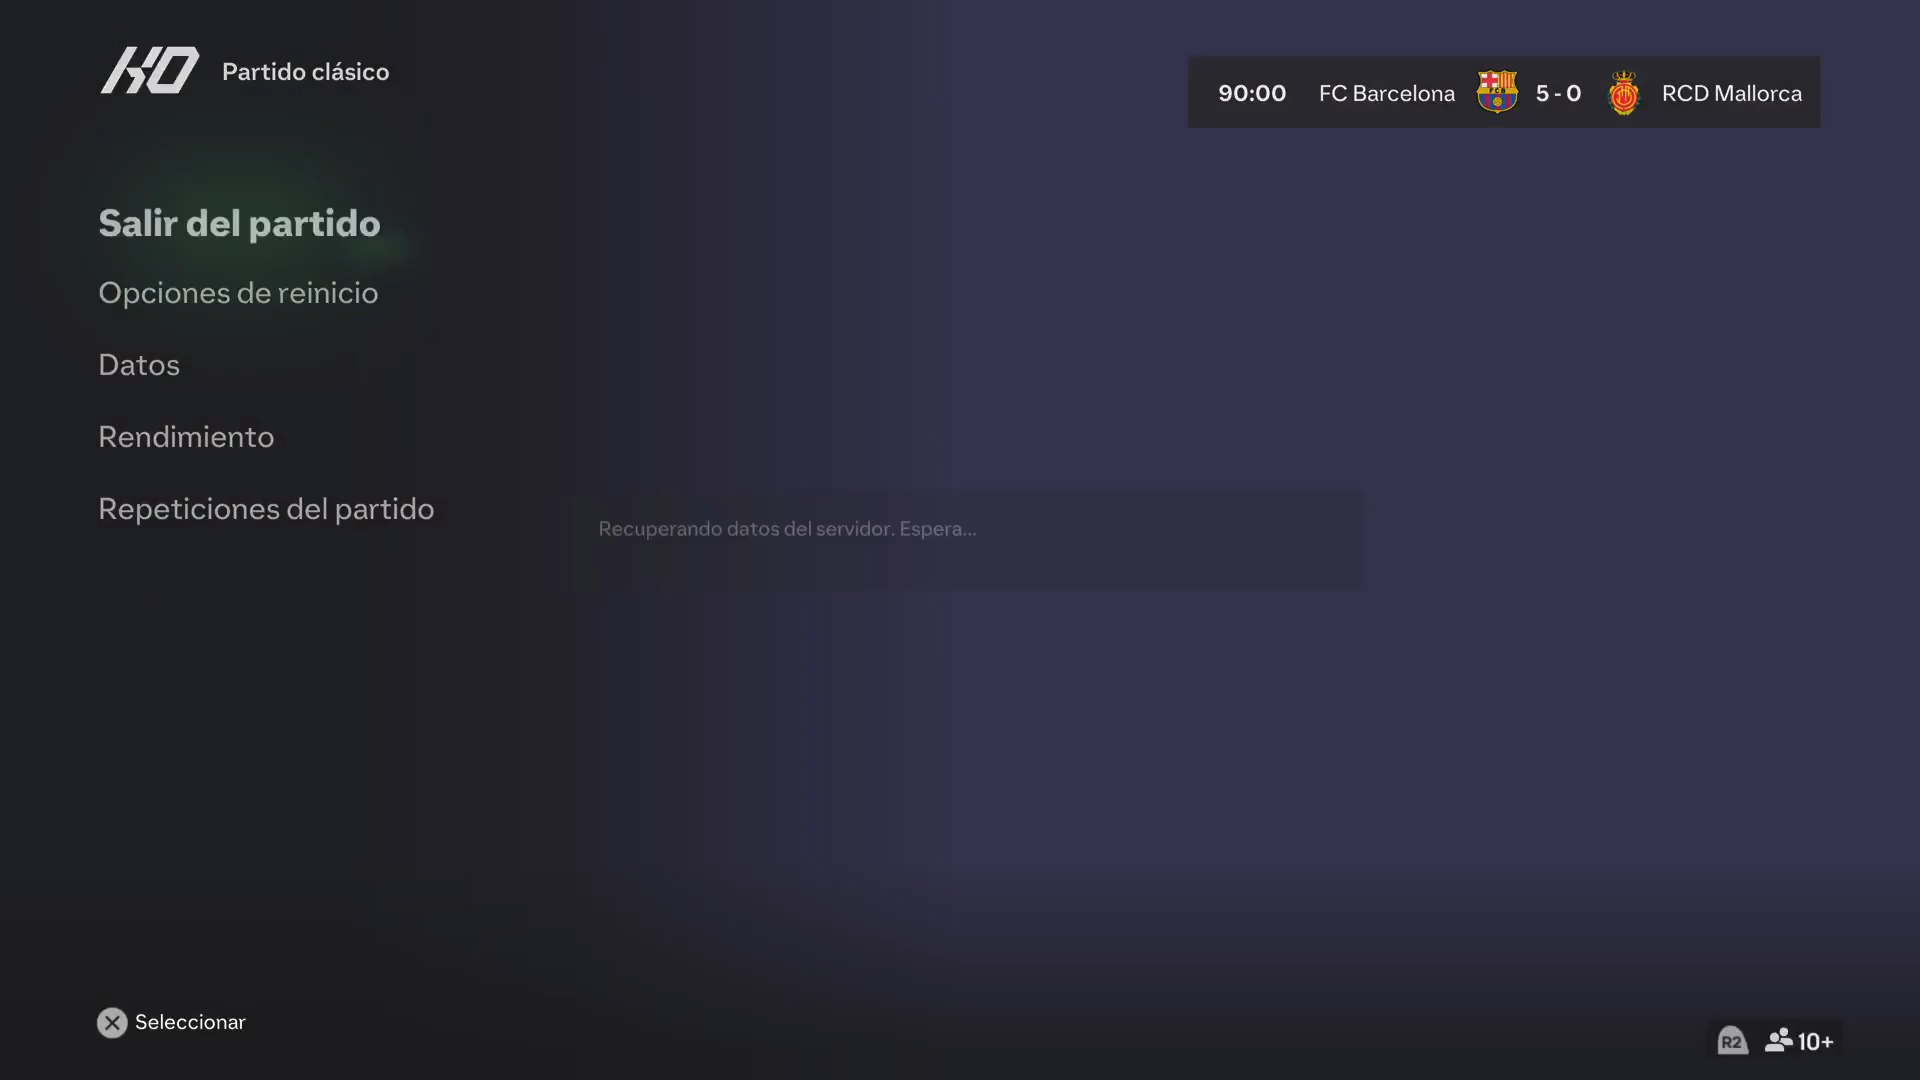 KO Partido clásico
90:00 FC Barcelona 5 - 0 RCD Mallorca
Salir del partido
Opciones de reinicio
Datos
Rendimiento
Repeticiones del partido
Recuperando datos del servidor. Espera...
Seleccionar
R2 10+